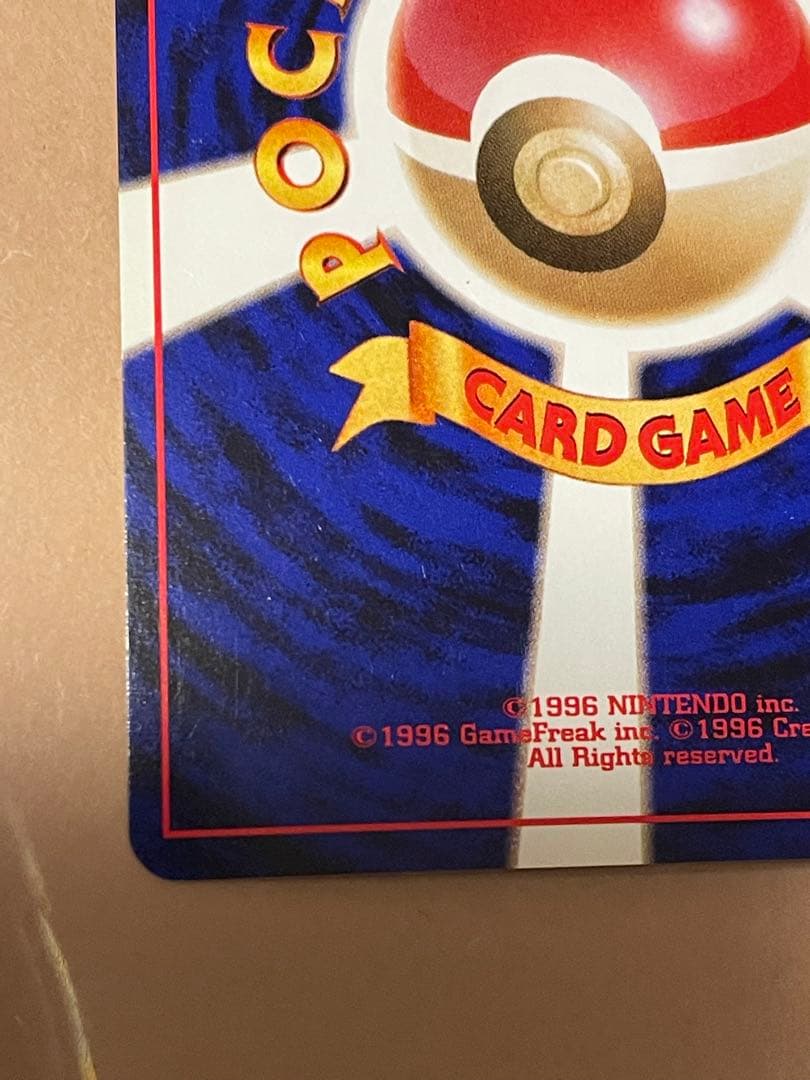 POC
CARD GAME
©1996 NINTENDO inc.
©1996 GameFreak inc. ©1996 Cre
All Rights reserved.